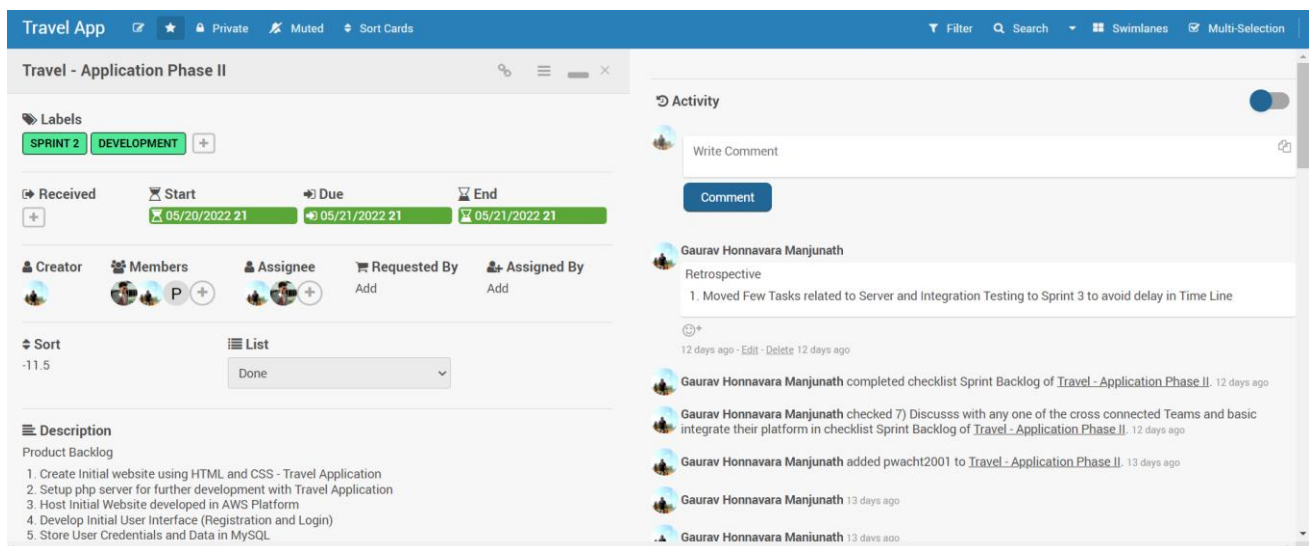 Travel App Private Muted Sort Cards Filter Search Swimlanes Multi-Selection
Travel - Application Phase II
Labels
SPRINT 2 DEVELOPMENT
Received Start Due End
05/20/2022 21 05/21/2022 21 05/21/2022 21
Creator Members Assignee Requested By Assigned By
P Add Add
Sort List
-11.5 Done
Description
Product Backlog
1. Create Initial website using HTML and CSS - Travel Application
2. Setup php server for further development with Travel Application
3. Host Initial Website developed in AWS Platform
4. Develop Initial User Interface (Registration and Login)
5. Store User Credentials and Data in MySQL
Activity
Write Comment
Comment
Gaurav Honnavara Manjunath
Retrospective
1. Moved Few Tasks related to Server and Integration Testing to Sprint 3 to avoid delay in Time Line
12 days ago - Edit - Delete 12 days ago
Gaurav Honnavara Manjunath completed checklist Sprint Backlog of Travel - Application Phase II. 12 days ago
Gaurav Honnavara Manjunath checked 7) Discusss with any one of the cross connected Teams and basic
integrate their platform in checklist Sprint Backlog of Travel - Application Phase II. 12 days ago
Gaurav Honnavara Manjunath added pwacht2001 to Travel - Application Phase II. 13 days ago
Gaurav Honnavara Manjunath 13 days ago
Gaurav Honnavara Manjunath 13 days ago